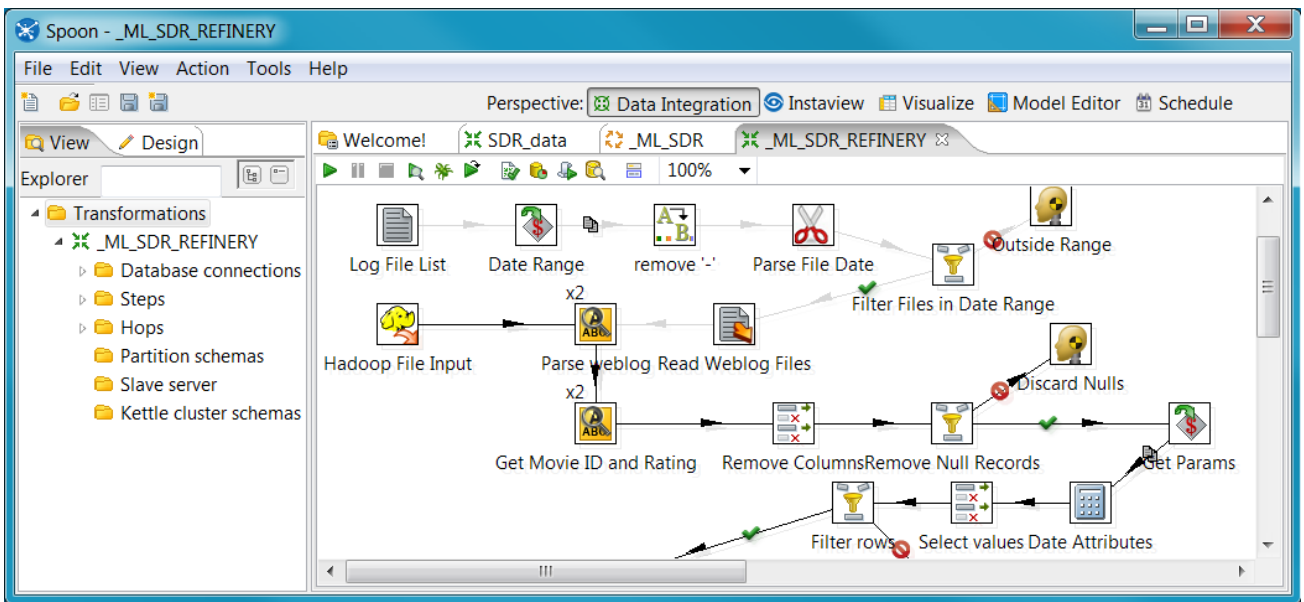 Spoon - _ML_SDR_REFINERY
File Edit View Action Tools Help
Perspective: Data Integration Instaview Visualize Model Editor Schedule
View Design
Welcome! SDR_data _ML_SDR _ML_SDR_REFINERY
Explorer
100%
Transformations
_ML_SDR_REFINERY
Database connections
Steps
Hops
Partition schemas
Slave server
Kettle cluster schemas
Outside Range
Log File List Date Range remove '-' Parse File Date
Filter Files in Date Range
x2
Hadoop File Input Parse weblog Read Weblog Files
Discard Nulls
x2
Get Movie ID and Rating Remove Columns Remove Null Records Get Params
Filter rows Select values Date Attributes